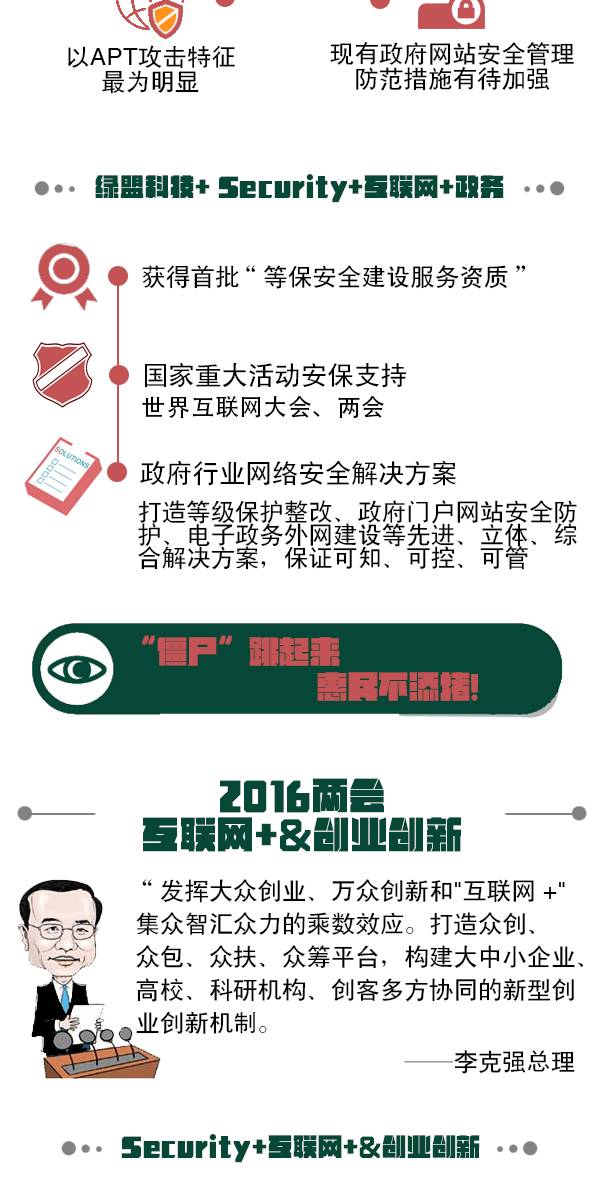 以APT攻击特征
最为明显
现有政府网站安全管理
防范措施有待加强
绿盟科技+ Security+互联网+政务
获得首批“等保安全建设服务资质”
国家重大活动安保支持
世界互联网大会、两会
SOLUTIONS
政府行业网络安全解决方案
打造等级保护整改、政府门户网站安全防
护、电子政务外网建设等先进、立体、综
合解决方案，保证可知、可控、可管
“僵尸”跳起来
惠民不添堵!
2016两会
互联网+&创业创新
“发挥大众创业、万众创新和"互联网 +"
集众智汇众力的乘数效应。打造众创、
众包、众扶、众筹平台，构建大中小企业、
高校、科研机构、创客多方协同的新型创
业创新机制。
——李克强总理
Security+互联网+&创业创新